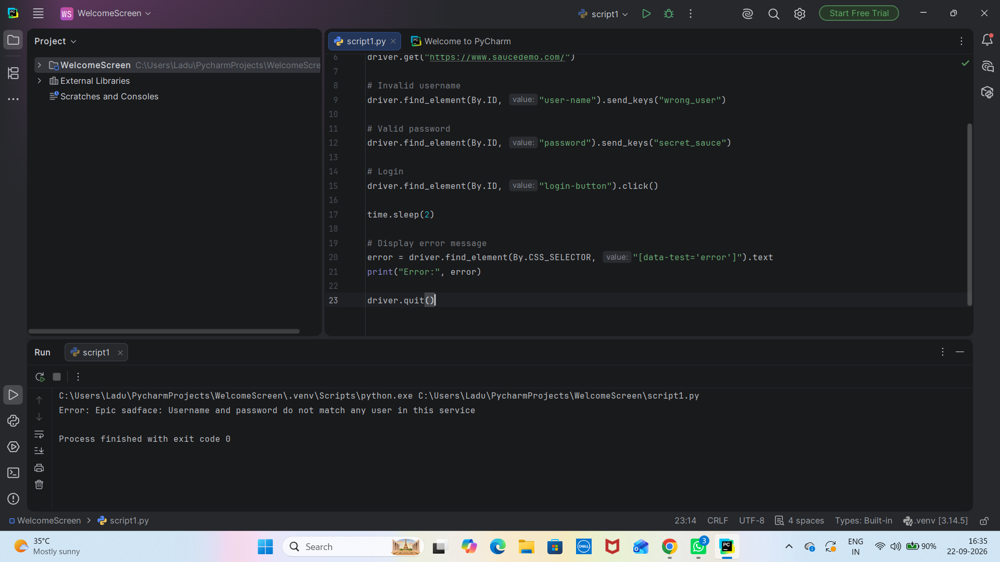 WS WelcomeScreen
script1
Start Free Trial
Project
WelcomeScreen C:\Users\Ladu\PycharmProjects\WelcomeScre
External Libraries
Scratches and Consoles
script1.py
Welcome to PyCharm
6 driver.get("https://www.saucedemo.com/")
7
8 # Invalid username
9 driver.find_element(By.ID, value: "user-name").send_keys("wrong_user")
10
11 # Valid password
12 driver.find_element(By.ID, value: "password").send_keys("secret_sauce")
13
14 # Login
15 driver.find_element(By.ID, value: "login-button").click()
16
17 time.sleep(2)
18
19 # Display error message
20 error = driver.find_element(By.CSS_SELECTOR, value: "[data-test='error']").text
21 print("Error:", error)
22
23 driver.quit()
Run script1
C:\Users\Ladu\PycharmProjects\WelcomeScreen\.venv\Scripts\python.exe C:\Users\Ladu\PycharmProjects\WelcomeScreen\script1.py
Error: Epic sadface: Username and password do not match any user in this service
Process finished with exit code 0
WelcomeScreen > script1.py
23:14 CRLF UTF-8 4 spaces Types: Built-in .venv [3.14.5]
35°C
Mostly sunny
Search
DELL
3
PC
ENG
IN
90%
16:35
22-09-2026